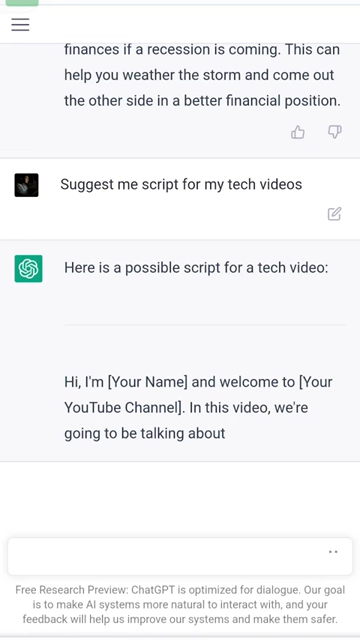 finances if a recession is coming. This can
help you weather the storm and come out
the other side in a better financial position.
Suggest me script for my tech videos
Here is a possible script for a tech video:
Hi, I'm [Your Name] and welcome to [Your
YouTube Channel]. In this video, we're
going to be talking about
Free Research Preview: ChatGPT is optimized for dialogue. Our goal
is to make AI systems more natural to interact with, and your
feedback will help us improve our systems and make them safer.